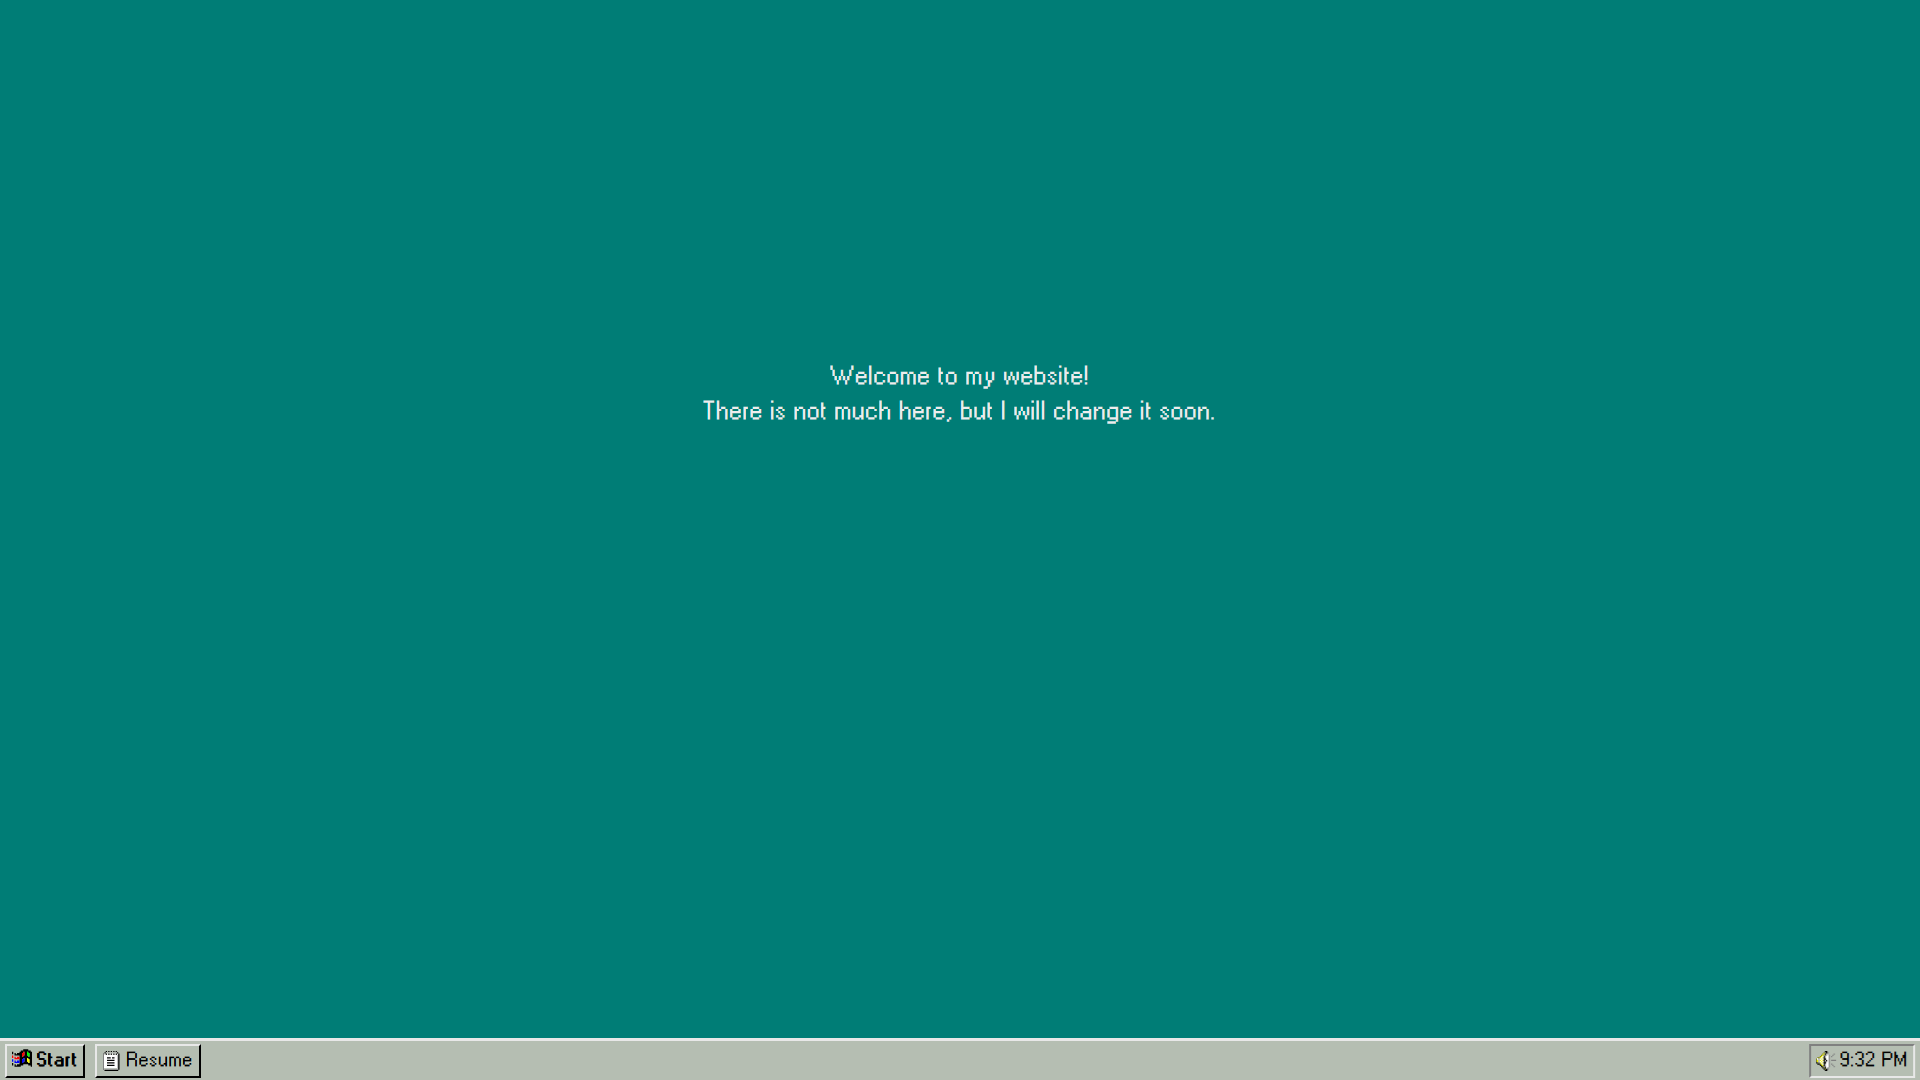 Welcome to my website!
There is not much here, but I will change it soon.
Start
Resume
9:32 PM